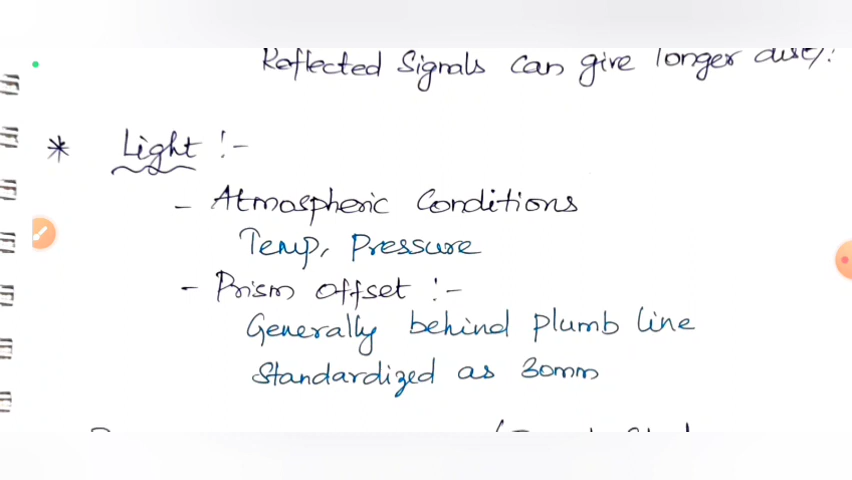 Reflected Signals can give longer dist/.
* Light :-
- Atmospheric Conditions
Temp, Pressure
- Prism offset :-
Generally behind plumb line
Standardized as 30mm